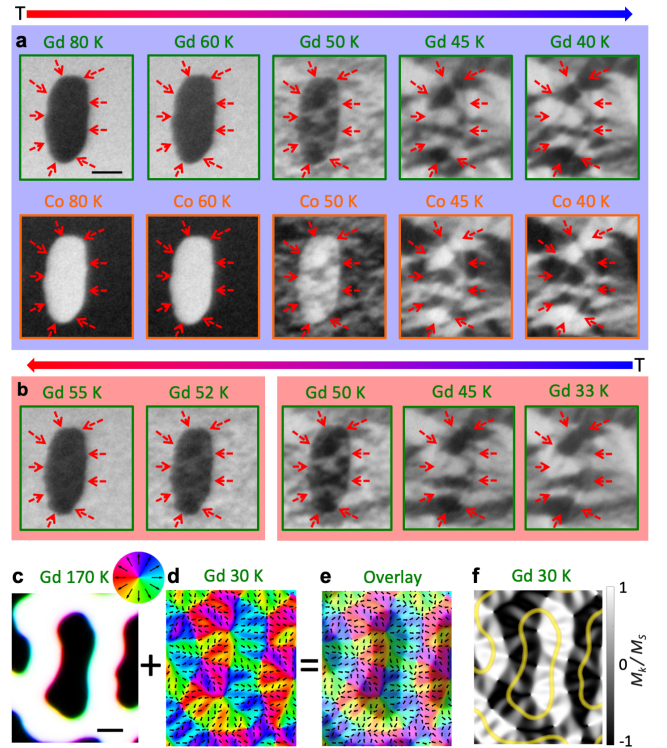 T
a Gd 80 K Gd 60 K Gd 50 K Gd 45 K Gd 40 K
Co 80 K Co 60 K Co 50 K Co 45 K Co 40 K
T
b Gd 55 K Gd 52 K Gd 50 K Gd 45 K Gd 33 K
c Gd 170 K d Gd 30 K e Overlay f Gd 30 K
+ =
1
0
-1
M_k / M_s